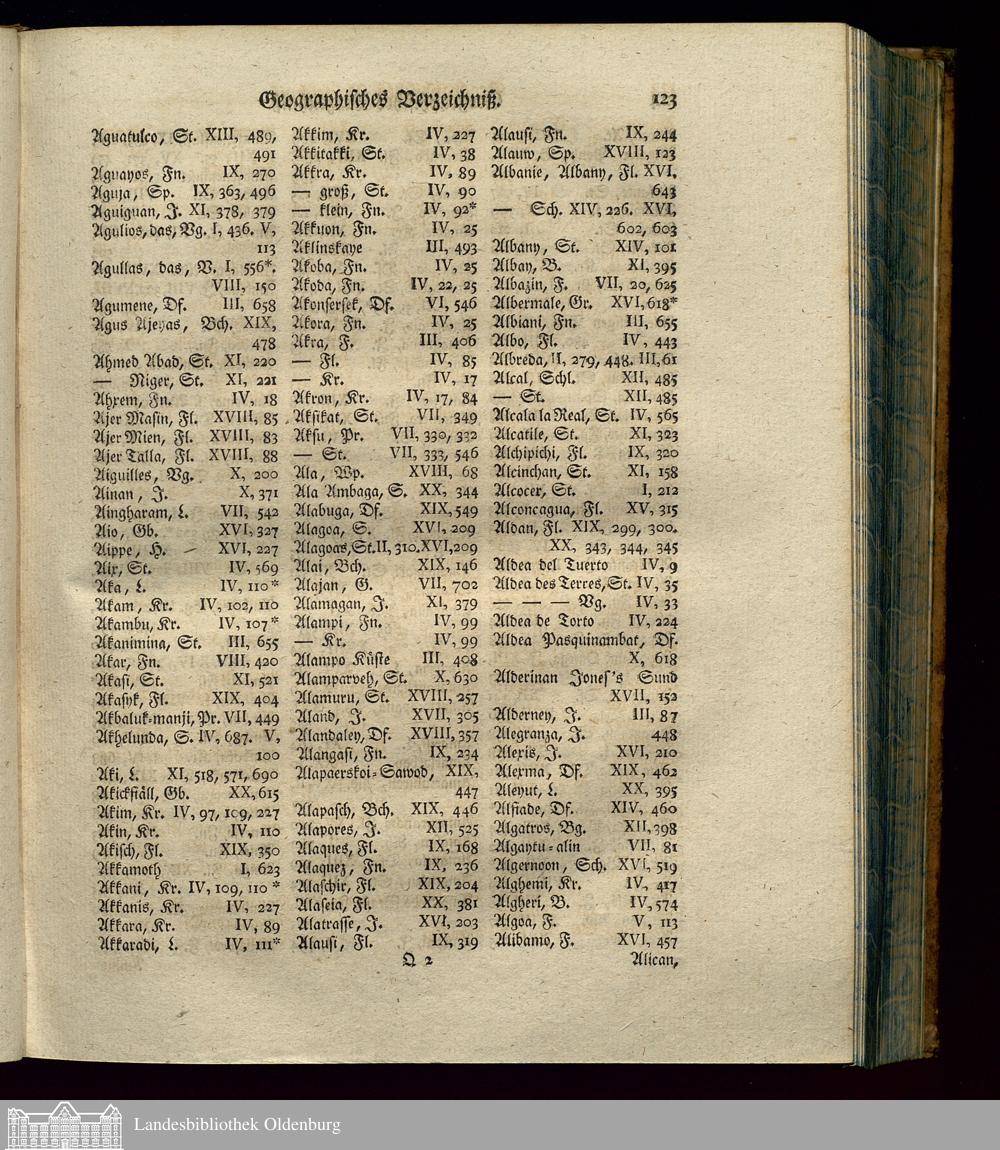 Geographisches Verzeichniß. 123
Aguatulco, St. XIII, 489,
491
Aguayos, Fn. IX, 270
Aguja, Sp. IX, 363, 496
Aguiguan, J. XI, 378, 379
Agulios, das, Vg. I, 436. V,
113
Agullas, das, V. I, 556*.
VIII, 150
Agumene, Df. III, 658
Agus Ajeyas, Bch. XIX,
478
Ahmed Abad, St. XI, 220
— Niger, St. XI, 221
Ahxem, Fn. IV, 18
Ajer Masin, Fl. XVIII, 85
Ajer Mien, Fl. XVIII, 83
Ajer Talla, Fl. XVIII, 88
Aiguilles, Vg. X, 200
Ainan, J. X, 371
Aingharam, L. VII, 542
Aio, Gb. XVI, 327
Aippe, H. XVI, 227
Aix, St. IV, 569
Aka, L. IV, 110*
Akam, Kr. IV, 102, 110
Akambu, Kr. IV, 107*
Akanimina, St. III, 655
Akar, Fn. VIII, 420
Akasi, St. XI, 521
Akasyk, Fl. XIX, 404
Akbaluk-manji, Pr. VII, 449
Akhelunda, S. IV, 687. V,
100
Aki, L. XI, 518, 571, 690
Akickställ, Gb. XX, 615
Akim, Kr. IV, 97, 109, 227
Akin, Kr. IV, 110
Akisch, Fl. XIX, 350
Akkamoth I, 623
Akkani, Kr. IV, 109, 110*
Akkanis, Kr. IV, 227
Akkara, Kr. IV, 89
Akkaradi, L. IV, 111*
Akkim, Kr. IV, 227
Akkitakki, St. IV, 38
Akkra, Kr. IV, 89
— groß, St. IV, 90
— klein, Fn. IV, 92*
Akkuon, Fn. IV, 25
Aklinskaye III, 493
Akoba, Fn. IV, 25
Akoda, Fn. IV, 22, 25
Akonsersek, Df. VI, 546
Akora, Fn. IV, 25
Akra, F. III, 406
— Fl. IV, 85
— Kr. IV, 17
Akron, Kr. IV, 17, 84
Aksikat, St. VII, 349
Aksu, Pr. VII, 330, 332
— St. VII, 333, 546
Ala, Wp. XVIII, 68
Ala Ambaga, S. XX, 344
Alabuga, Df. XIX, 549
Alagoa, S. XVI, 209
Alagoas, St. II, 310. XVI, 209
Alai, Bch. XIX, 146
Alajan, G. VII, 702
Alamagan, J. XI, 379
Alampi, Fn. IV, 99
— Kr. IV, 99
Alampo Küste III, 408
Alamparveh, St. X, 630
Alamuru, St. XVIII, 257
Aland, J. XVII, 305
Alandaley, Df. XVIII, 357
Alangasi, Fn. IX, 234
Alapaerskoi-Sawod, XIX,
447
Alapasch, Bch. XIX, 446
Alapores, J. XII, 525
Alaques, Fl. IX, 168
Alaquez, Fn. IX, 236
Alaschir, Fl. XIX, 204
Alaseia, Fl. XX, 381
Alatrasse, J. XVI, 203
Alausi, Fl. IX, 319
Alausi, Fn. IX, 244
Alauw, Sp. XVIII, 123
Albanie, Albany, Fl. XVI,
643
— Sch. XIV, 226. XVI,
602, 603
Albany, St. XIV, 101
Albay, B. XI, 395
Albazin, F. VII, 20, 625
Albermale, Gr. XVI, 618*
Albiani, Fn. III, 655
Albo, Fl. IV, 443
Albreda, II, 279, 448. III, 61
Alcal, Schl. XII, 485
— St. XII, 485
Alcala la Real, St. IV, 565
Alcatile, St. XI, 323
Alchipichi, Fl. IX, 320
Alcinchan, St. XI, 158
Alcocer, St. I, 212
Alconcagua, Fl. XV, 315
Aldan, Fl. XIX, 299, 300.
XX, 343, 344, 345
Aldea del Tuerto IV, 9
Aldea des Terres, St. IV, 35
— — — Vg. IV, 33
Aldea de Torto IV, 224
Aldea Pasquinambat, Df.
X, 618
Alderinan Jones's Sund
XVII, 152
Alderney, J. III, 87
Alegranza, J. 448
Alexis, J. XVI, 210
Alexma, Df. XIX, 462
Aleyut, L. XX, 395
Alstade, Df. XIV, 460
Algatros, Bg. XII, 398
Algaytu-alin VII, 81
Algernoon, Sch. XVI, 519
Alghemi, Kr. IV, 417
Algheri, B. IV, 574
Algoa, F. V, 113
Alibamo, F. XVI, 457
Q 2 Alican,
Landesbibliothek Oldenburg